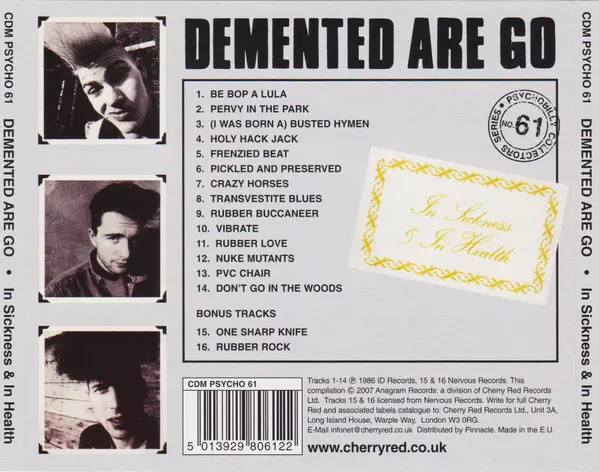 CDM PSYCHO 61
DEMENTED ARE GO • In Sickness & In Health
DEMENTED ARE GO
1. BE BOP A LULA
2. PERVY IN THE PARK
3. (I WAS BORN A) BUSTED HYMEN
4. HOLY HACK JACK
5. FRENZIED BEAT
6. PICKLED AND PRESERVED
7. CRAZY HORSES
8. TRANSVESTITE BLUES
9. RUBBER BUCCANEER
10. VIBRATE
11. RUBBER LOVE
12. NUKE MUTANTS
13. PVC CHAIR
14. DON'T GO IN THE WOODS
BONUS TRACKS
15. ONE SHARP KNIFE
16. RUBBER ROCK
• PSYCHOBILLY •
COLLECTORS SERIES
NO. 61
In Sickness
& In Health
CDM PSYCHO 61
5 013929 806122
Tracks 1-14 ℗ 1986 ID Records, 15 & 16 Nervous Records. This
compilation © 2007 Anagram Records: a division of Cherry Red Records
Ltd. Tracks 15 & 16 licensed from Nervous Records. Write for full Cherry
Red and associated labels catalogue to: Cherry Red Records Ltd., Unit 3A,
Long Island House, Warple Way, London W3 0RG.
E-Mail infonet@cherryred.co.uk. Distributed by Pinnacle. Made in the E.U.
www.cherryred.co.uk
CDM PSYCHO 61
DEMENTED ARE GO • In Sickness & In Health